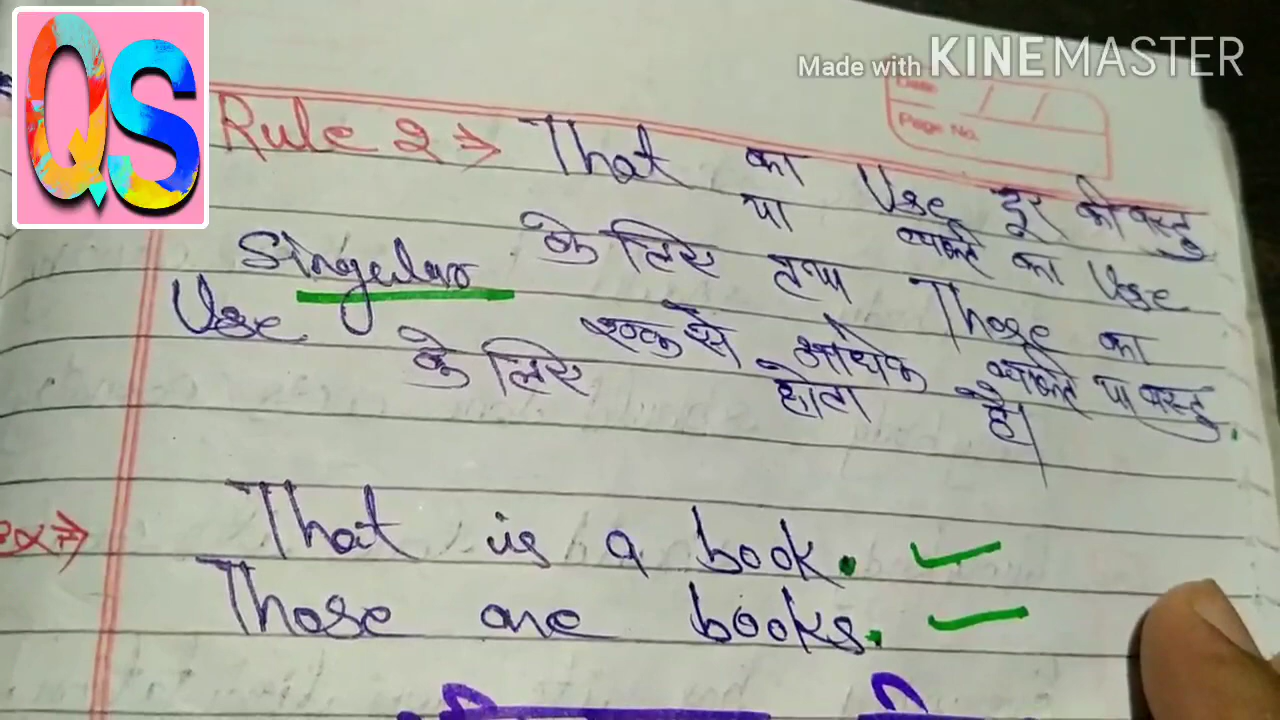 QS
Made with KINEMASTER
Page No.
Rule 2 ⇒ That का Use दूर की वस्तु
या व्यक्ति का Use
Singular के लिए तथा Those का
Use एक से अधिक व्यक्ति या वस्तु
के लिए होता है।
ex ⇒ That is a book.
Those are books.